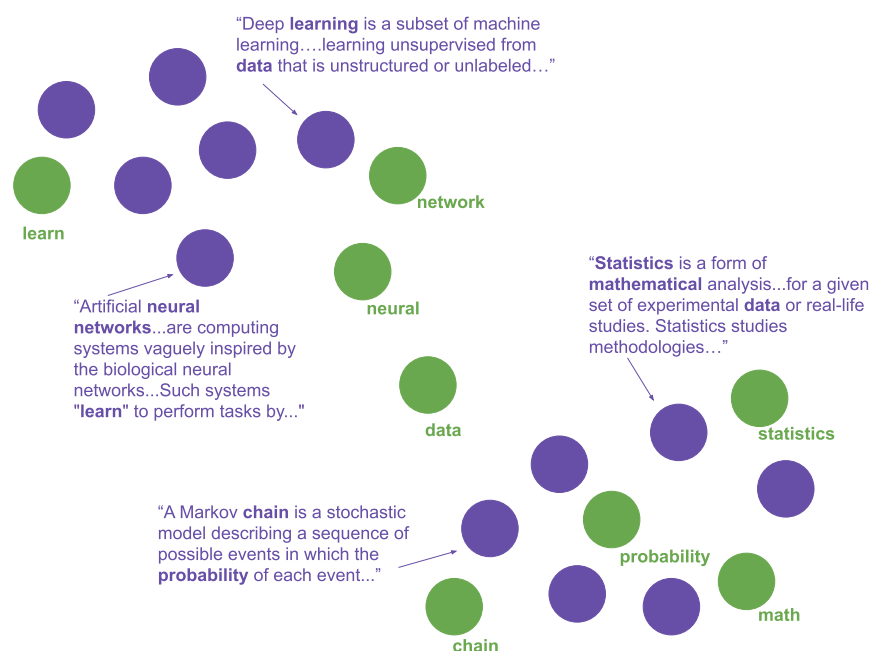 “Deep learning is a subset of machine
learning….learning unsupervised from
data that is unstructured or unlabeled…”
network
learn
“Statistics is a form of
mathematical analysis...for a given
set of experimental data or real-life
studies. Statistics studies
methodologies…”
neural
“Artificial neural
networks...are computing
systems vaguely inspired by
the biological neural
networks...Such systems
"learn" to perform tasks by..."
data
statistics
“A Markov chain is a stochastic
model describing a sequence of
possible events in which the
probability of each event...”
probability
math
chain